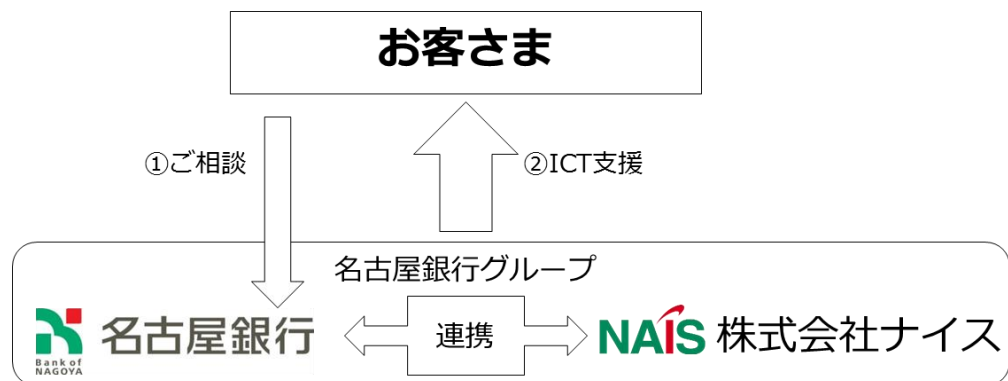 お客さま
①ご相談
②ICT支援
名古屋銀行グループ
Bank of
NAGOYA
名古屋銀行
連携
NAIS 株式会社ナイス